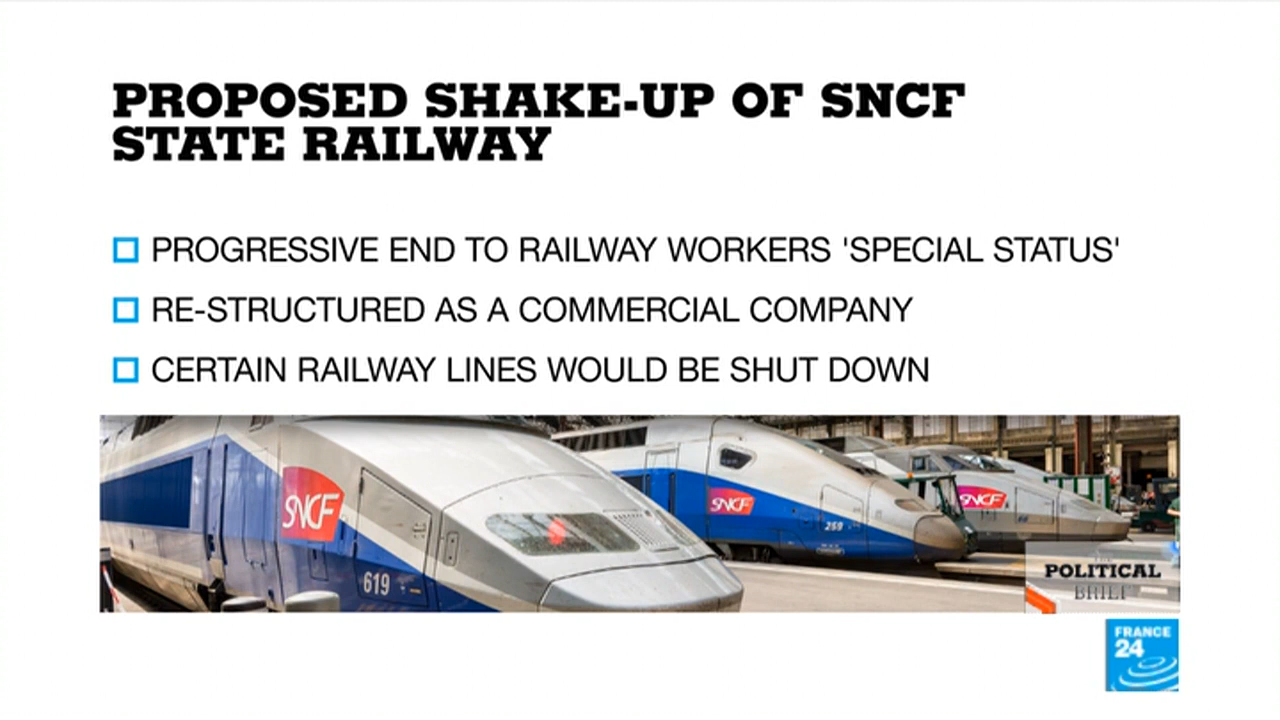 PROPOSED SHAKE-UP OF SNCF
STATE RAILWAY
PROGRESSIVE END TO RAILWAY WORKERS 'SPECIAL STATUS'
RE-STRUCTURED AS A COMMERCIAL COMPANY
CERTAIN RAILWAY LINES WOULD BE SHUT DOWN
SNCF
619
SNCF
259
SNCF
POLITICAL
BRIEF
FRANCE
24